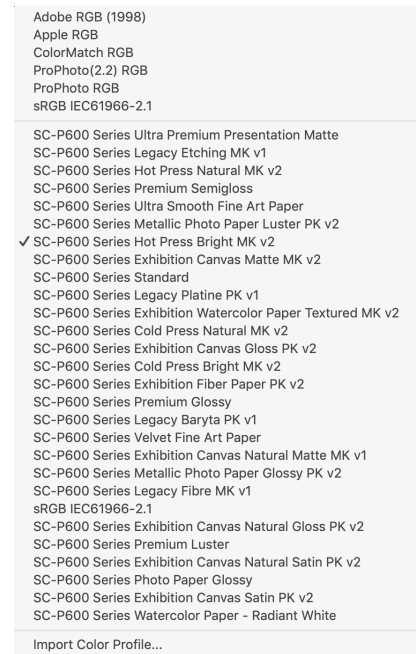 Adobe RGB (1998)
Apple RGB
ColorMatch RGB
ProPhoto(2.2) RGB
ProPhoto RGB
sRGB IEC61966-2.1
SC-P600 Series Ultra Premium Presentation Matte
SC-P600 Series Legacy Etching MK v1
SC-P600 Series Hot Press Natural MK v2
SC-P600 Series Premium Semigloss
SC-P600 Series Ultra Smooth Fine Art Paper
SC-P600 Series Metallic Photo Paper Luster PK v2
✓ SC-P600 Series Hot Press Bright MK v2
SC-P600 Series Exhibition Canvas Matte MK v2
SC-P600 Series Standard
SC-P600 Series Legacy Platine PK v1
SC-P600 Series Exhibition Watercolor Paper Textured MK v2
SC-P600 Series Cold Press Natural MK v2
SC-P600 Series Exhibition Canvas Gloss PK v2
SC-P600 Series Cold Press Bright MK v2
SC-P600 Series Exhibition Fiber Paper PK v2
SC-P600 Series Premium Glossy
SC-P600 Series Legacy Baryta PK v1
SC-P600 Series Velvet Fine Art Paper
SC-P600 Series Exhibition Canvas Natural Matte MK v1
SC-P600 Series Metallic Photo Paper Glossy PK v2
SC-P600 Series Legacy Fibre MK v1
sRGB IEC61966-2.1
SC-P600 Series Exhibition Canvas Natural Gloss PK v2
SC-P600 Series Premium Luster
SC-P600 Series Exhibition Canvas Natural Satin PK v2
SC-P600 Series Photo Paper Glossy
SC-P600 Series Exhibition Canvas Satin PK v2
SC-P600 Series Watercolor Paper - Radiant White
Import Color Profile...